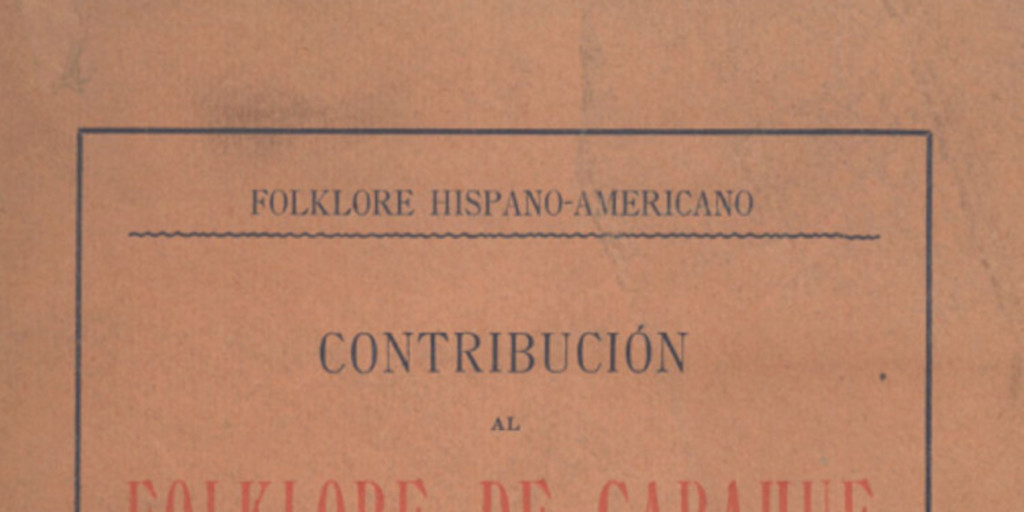 FOLKLORE HISPANO-AMERICANO
CONTRIBUCIÓN
AL
FOLKLORE DE CARAHUE